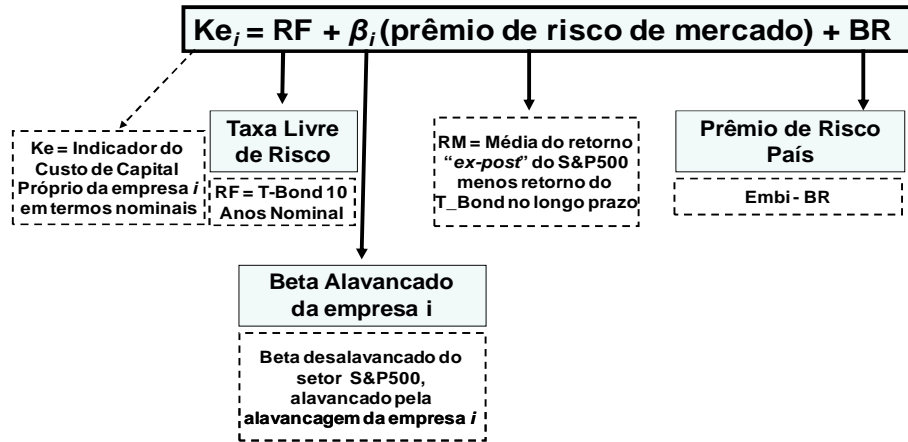 Ke𝑖 = RF + β𝑖 (prêmio de risco de mercado) + BR
Ke = Indicador do
Custo de Capital
Próprio da empresa i
em termos nominais
Taxa Livre
de Risco
RF = T-Bond 10
Anos Nominal
RM = Média do retorno
“ex-post” do S&P500
menos retorno do
T_Bond no longo prazo
Prêmio de Risco
País
Embi - BR
Beta Alavancado
da empresa i
Beta desalavancado do
setor S&P500,
alavancado pela
alavancagem da empresa i